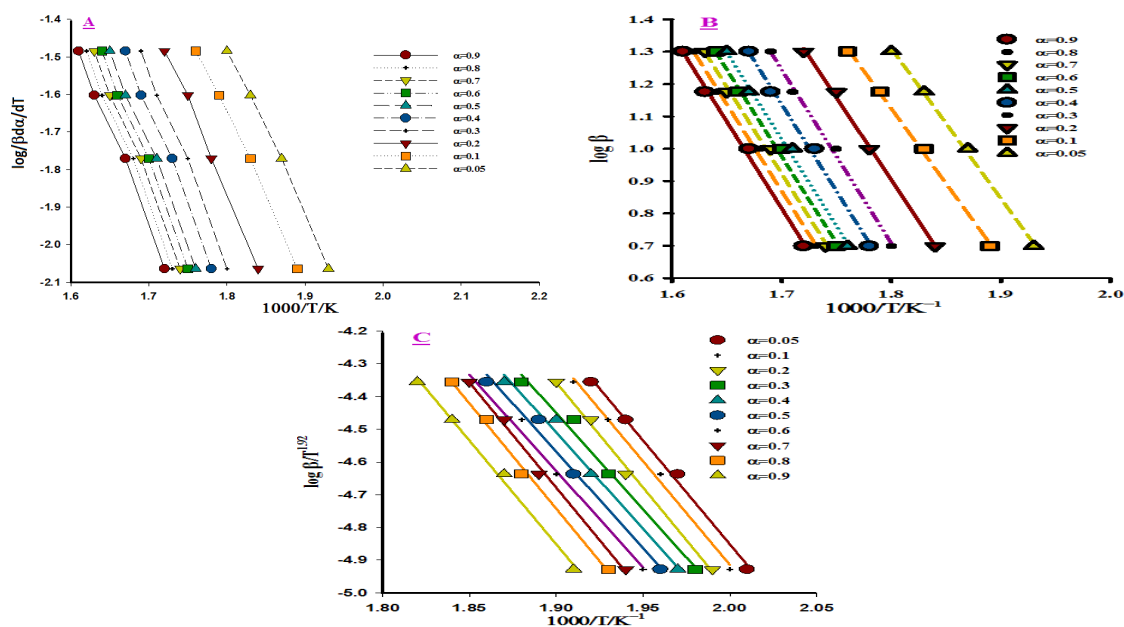 A
-1.4
-1.5
-1.6
-1.7
-1.8
-1.9
-2.0
-2.1
log/βdα/dT
1.6 1.7 1.8 1.9 2.0 2.1 2.2
1000/T/K
α=0.9
α=0.8
α=0.7
α=0.6
α=0.5
α=0.4
α=0.3
α=0.2
α=0.1
α=0.05
B
1.4
1.3
1.2
1.1
1.0
0.9
0.8
0.7
0.6
log β
1.6 1.7 1.8 1.9 2.0
1000/T/K⁻¹
α=0.9
α=0.8
α=0.7
α=0.6
α=0.5
α=0.4
α=0.3
α=0.2
α=0.1
α=0.05
C
-4.2
-4.3
-4.4
-4.5
-4.6
-4.7
-4.8
-4.9
-5.0
log β/T¹·⁹²
1.80 1.85 1.90 1.95 2.00 2.05
1000/T/K⁻¹
α=0.05
α=0.1
α=0.2
α=0.3
α=0.4
α=0.5
α=0.6
α=0.7
α=0.8
α=0.9